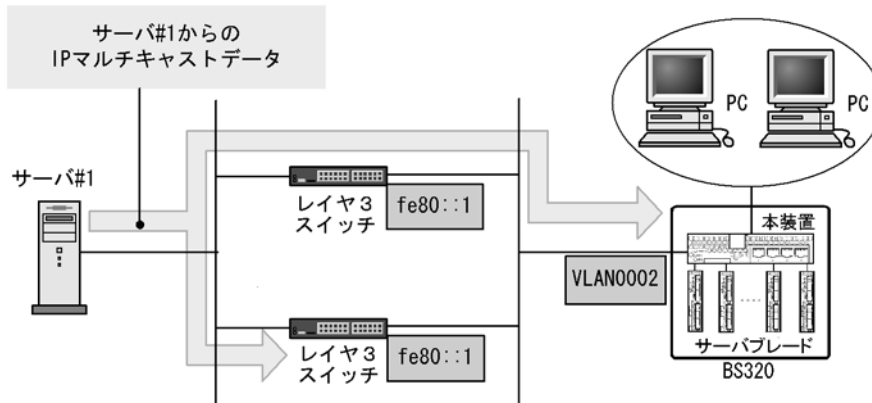 サーバ#1からの
IPマルチキャストデータ
PC
PC
サーバ#1
レイヤ3
スイッチ
fe80::1
本装置
VLAN0002
サーバブレード
BS320
レイヤ3
スイッチ
fe80::1